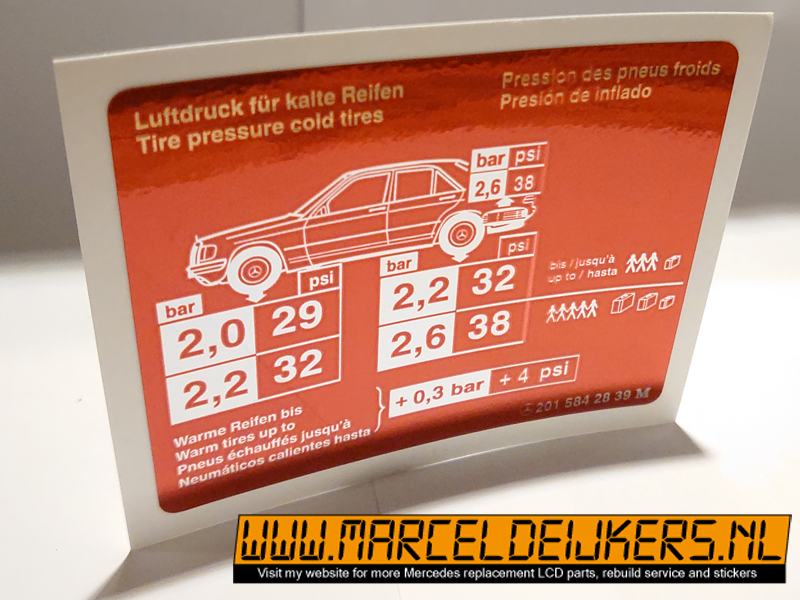 Luftdruck für kalte Reifen
Tire pressure cold tires
Pression des pneus froids
Presión de inflado
bar psi
2,6 38
bar psi
2,0 29
2,2 32
bar psi
2,2 32
2,6 38
bis / jusqu'à
up to / hasta
Warme Reifen bis
Warm tires up to
Pneus échauffés jusqu'à
Neumáticos calientes hasta
+ 0,3 bar + 4 psi
201 584 28 39 M
WWW.MARCELDEIJKERS.NL
Visit my website for more Mercedes replacement LCD parts, rebuild service and stickers